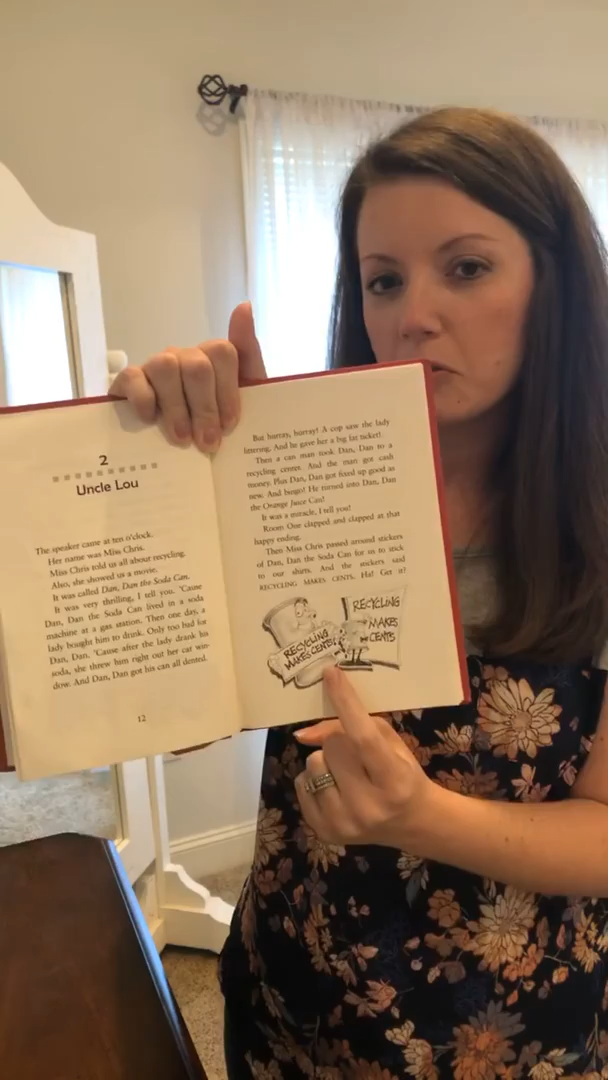 2
Uncle Lou
The speaker came at ten o'clock.
Her name was Miss Chris.
Miss Chris told us all about recycling.
Also, she showed us a movie.
It was called Dan, Dan the Soda Can.
It was very thrilling, I tell you. 'Cause
Dan, Dan the Soda Can lived in a soda
machine at a gas station. Then one day, a
lady bought him to drink. Only too bad for
Dan, Dan. 'Cause after the lady drank his
soda, she threw him right out her car win-
dow. And Dan, Dan got his can all dented.
12
But hurray, hurray! A cop saw the lady
littering. And he gave her a big fat ticket!
Then a can man took Dan, Dan to a
recycling center. And the man got cash
money. Plus Dan, Dan got fixed up good as
new. And bingo! He turned into Dan, Dan
the Orange Juice Can!
It was a miracle, I tell you!
Room One clapped and clapped at that
happy ending.
Then Miss Chris passed around stickers
of Dan, Dan the Soda Can for us to stick
to our shirts. And the stickers said
RECYCLING MAKES CENTS. Ha! Get it?
RECYCLING
MAKES CENTS
RECYCLING
MAKES
CENTS